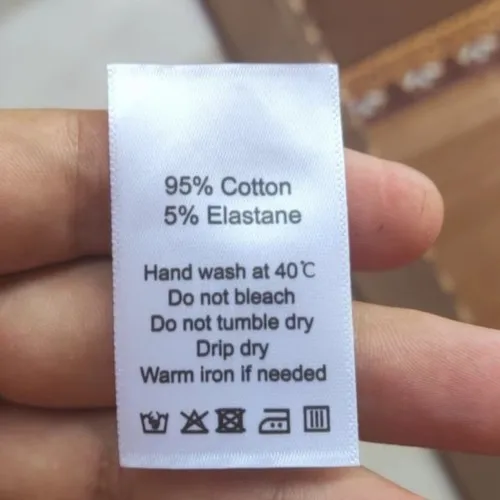 95% Cotton
5% Elastane
Hand wash at 40℃
Do not bleach
Do not tumble dry
Drip dry
Warm iron if needed